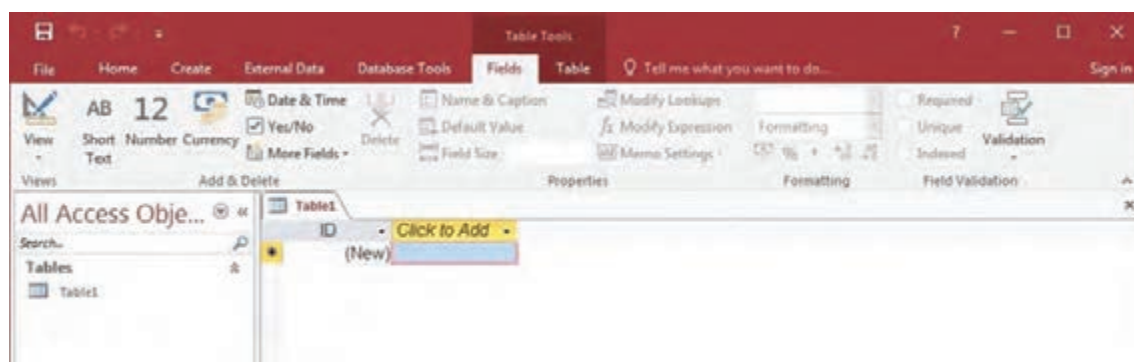 Table Tools
?
File Home Create External Data Database Tools Fields Table Tell me what you want to do... Sign in
AB 12 Date & Time Name & Caption Modify Lookups Required
View Short Text Number Currency Yes/No Delete Default Value fx Modify Expression Formatting Unique Validation
More Fields Field Size Memo Settings % Indexed
Views Add & Delete Properties Formatting Field Validation
All Access Obje... « Table1
ID Click to Add
Search... (New)
Tables
Table1